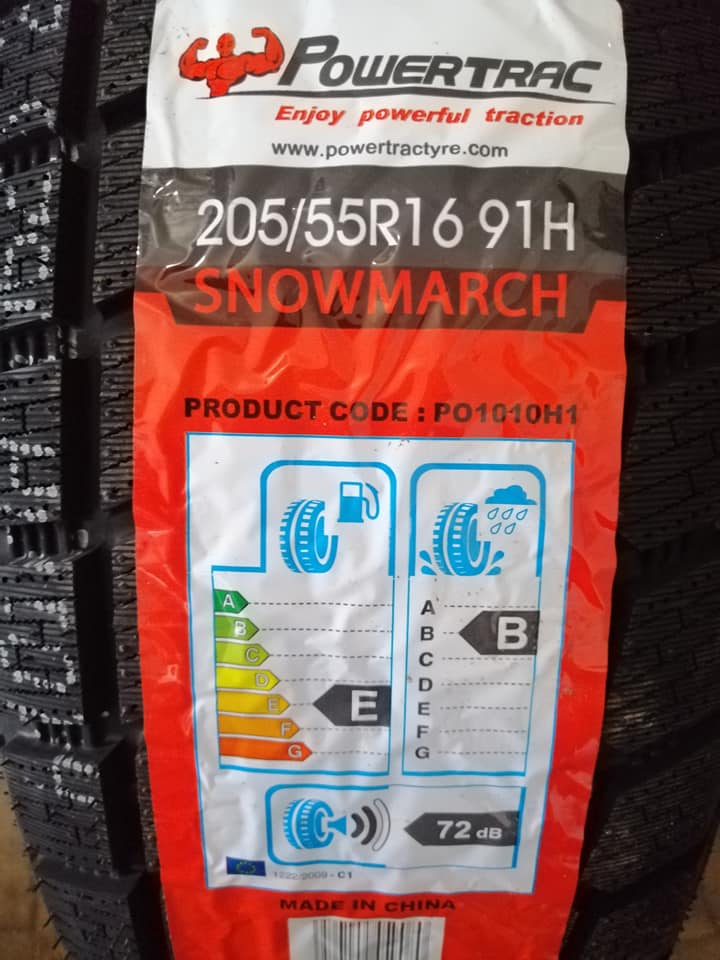 POWERTRAC
Enjoy powerful traction
www.powertractyre.com
205/55R16 91H
SNOWMARCH
PRODUCT CODE : PO1010H1
A
B
C
D
E
F
G
E
A
B
C
D
E
F
G
B
72 dB
1222/2009 - C1
MADE IN CHINA